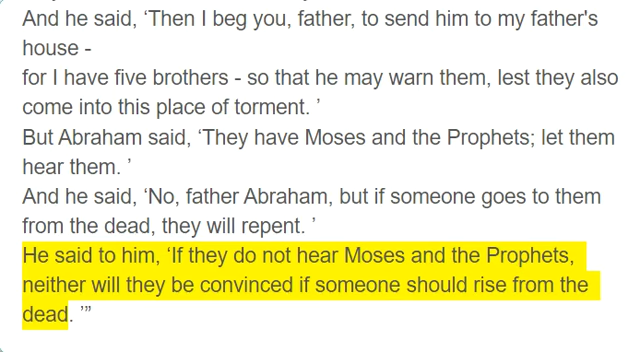 And he said, ‘Then I beg you, father, to send him to my father's
house -
for I have five brothers - so that he may warn them, lest they also
come into this place of torment. ’
But Abraham said, ‘They have Moses and the Prophets; let them
hear them. ’
And he said, ‘No, father Abraham, but if someone goes to them
from the dead, they will repent. ’
He said to him, ‘If they do not hear Moses and the Prophets,
neither will they be convinced if someone should rise from the
dead. ’”